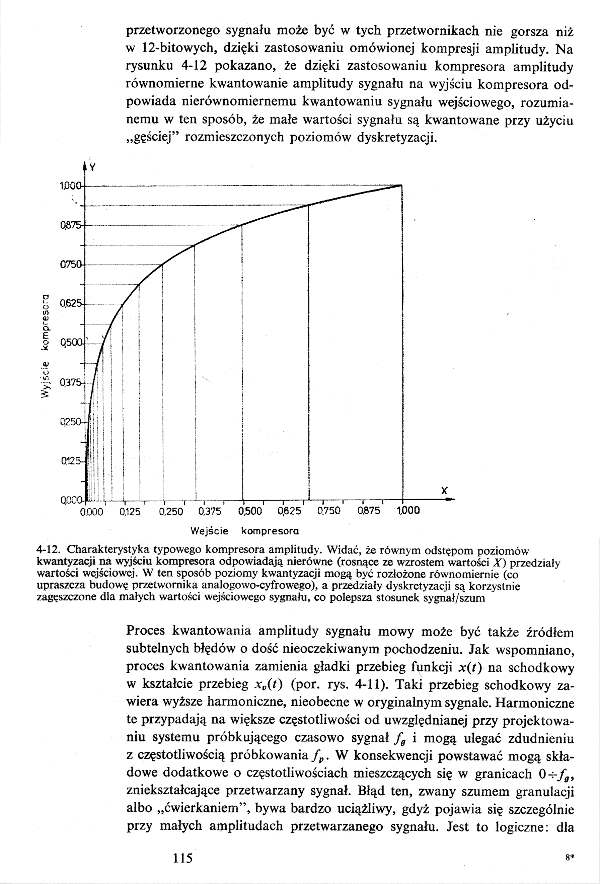 przetworzonego sygnału może być w tych przetwornikach nie gorsza niż
w 12-bitowych, dzięki zastosowaniu omówionej kompresji amplitudy. Na
rysunku 4-12 pokazano, że dzięki zastosowaniu kompresora amplitudy
równomierne kwantowanie amplitudy sygnału na wyjściu kompresora od-
powiada nierównomiernemu kwantowaniu sygnału wejściowego, rozumia-
nemu w ten sposób, że małe wartości sygnału są kwantowane przy użyciu
„gęściej” rozmieszczonych poziomów dyskretyzacji.
Y
1,000
0,875
0,750
0,625
0,500
0,375
0,250
0,125
0,000
Wyjście kompresora
X
0,000 0,125 0,250 0,375 0,500 0,625 0,750 0,875 1,000
Wejście kompresora
4-12. Charakterystyka typowego kompresora amplitudy. Widać, że równym odstępom poziomów
kwantyzacji na wyjściu kompresora odpowiadają nierówne (rosnące ze wzrostem wartości X) przedziały
wartości wejściowej. W ten sposób poziomy kwantyzacji mogą być rozłożone równomiernie (co
upraszcza budowę przetwornika analogowo-cyfrowego), a przedziały dyskretyzacji są korzystnie
zagęszczone dla małych wartości wejściowego sygnału, co polepsza stosunek sygnał/szum
Proces kwantowania amplitudy sygnału mowy może być także źródłem
subtelnych błędów o dość nieoczekiwanym pochodzeniu. Jak wspomniano,
proces kwantowania zamienia gładki przebieg funkcji x(t) na schodkowy
w kształcie przebieg xₚ(t) (por. rys. 4-11). Taki przebieg schodkowy za-
wiera wyższe harmoniczne, nieobecne w oryginalnym sygnale. Harmoniczne
te przypadają na większe częstotliwości od uwzględnianej przy projektowa-
niu systemu próbkującego czasowo sygnał f_g i mogą ulegać zdudnieniu
z częstotliwością próbkowania fₚ. W konsekwencji powstawać mogą skła-
dowe dodatkowe o częstotliwościach mieszczących się w granicach 0÷f_g,
zniekształcające przetwarzany sygnał. Błąd ten, zwany szumem granulacji
albo „ćwierkaniem”, bywa bardzo uciążliwy, gdyż pojawia się szczególnie
przy małych amplitudach przetwarzanego sygnału. Jest to logiczne: dla
115
8*